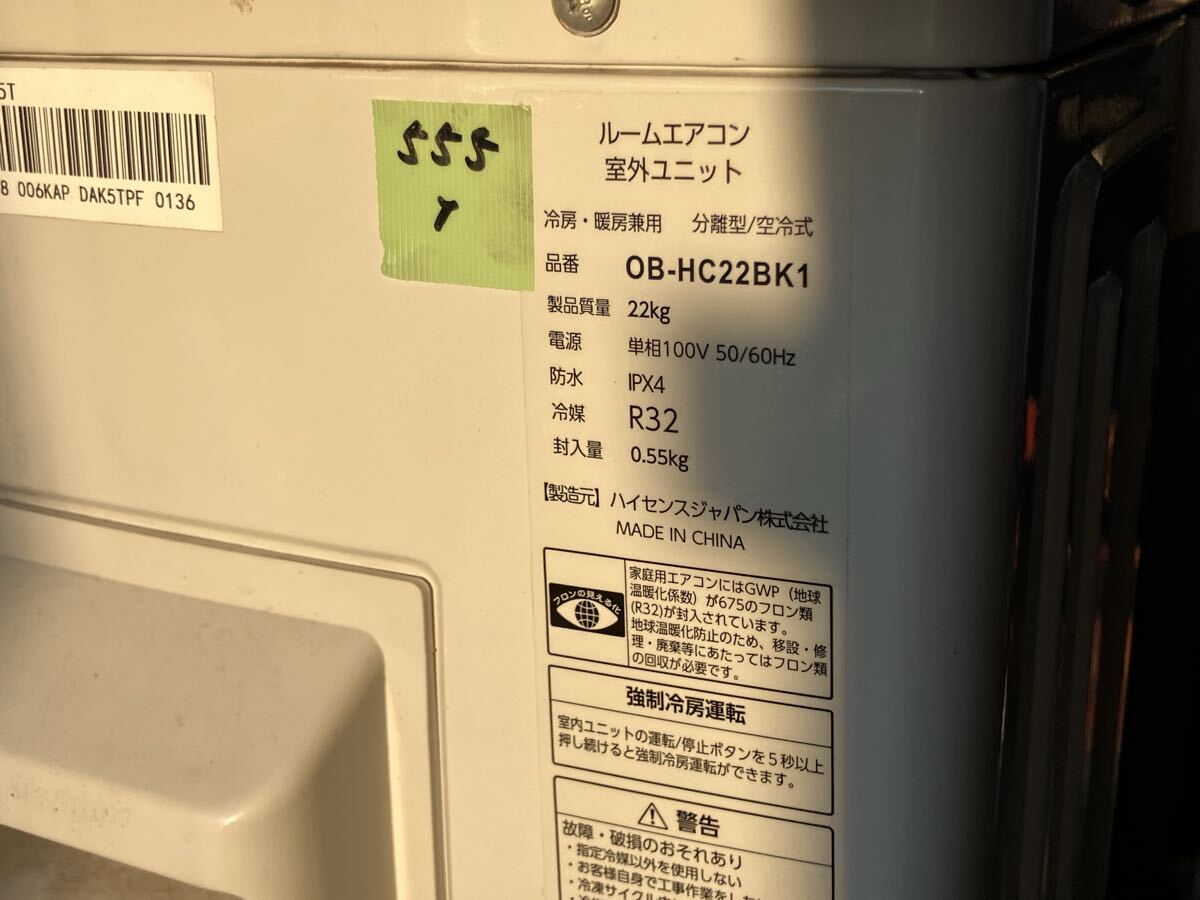 5T
8 006KAP DAK5TPF 0136
ルームエアコン
室外ユニット
冷房・暖房兼用 分離型/空冷式
品番 OB-HC22BK1
製品質量 22kg
電源 単相100V 50/60Hz
防水 IPX4
冷媒 R32
封入量 0.55kg
【製造元】ハイセンスジャパン株式会社
MADE IN CHINA
フロンの見える化
家庭用エアコンにはGWP（地球
温暖化係数）が675のフロン類
(R32)が封入されています。
地球温暖化防止のため、移設・修
理・廃棄等にあたってはフロン類
の回収が必要です。
強制冷房運転
室内ユニットの運転/停止ボタンを５秒以上
押し続けると強制冷房運転ができます。
警告
故障・破損のおそれあり
・指定冷媒以外を使用しない
・お客様自身で工事作業をし
・冷凍サイクル